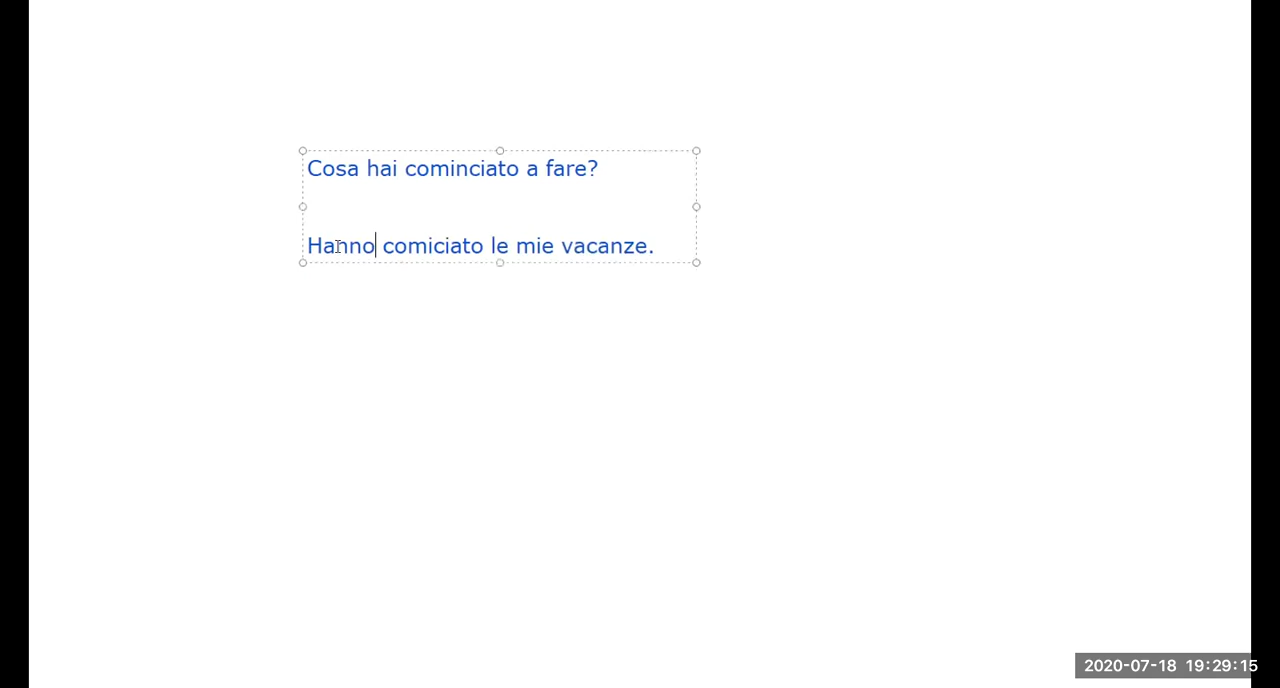 Cosa hai cominciato a fare?
Hanno comiciato le mie vacanze.
2020-07-18 19:29:15